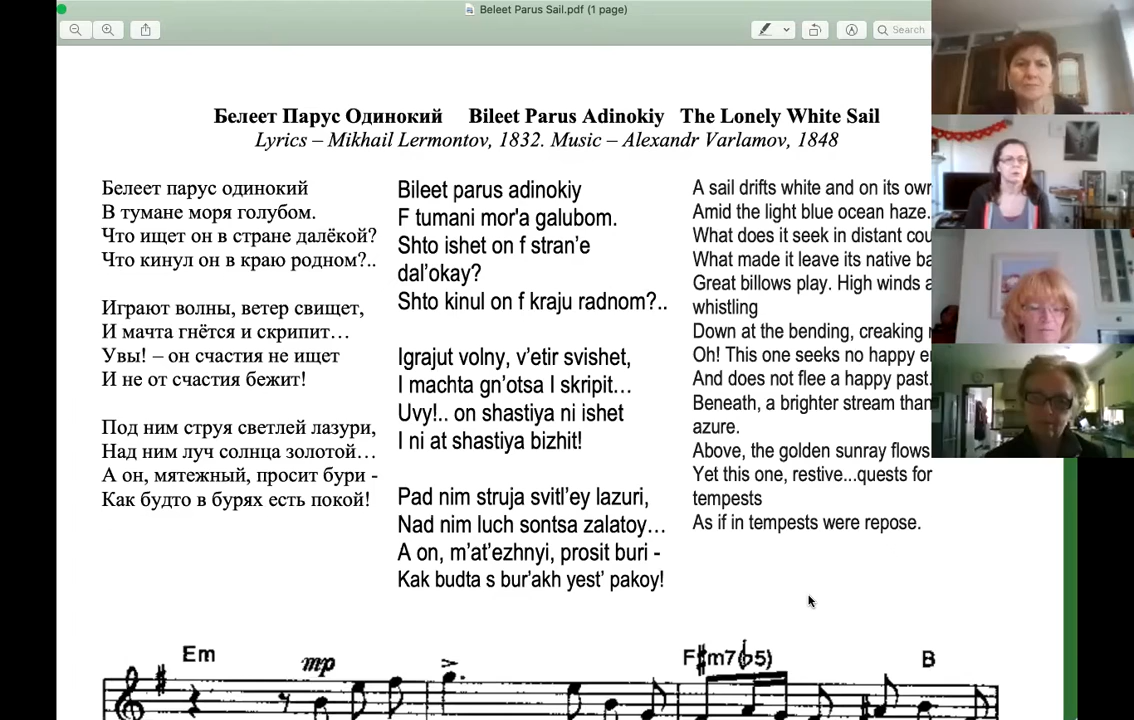 Beleet Parus Sail.pdf (1 page)
Search
Белеет Парус Одинокий Bileet Parus Adinokiy The Lonely White Sail
Lyrics – Mikhail Lermontov, 1832. Music – Alexandr Varlamov, 1848
Белеет парус одинокий
В тумане моря голубом.
Что ищет он в стране далёкой?
Что кинул он в краю родном?..
Играют волны, ветер свищет,
И мачта гнётся и скрипит…
Увы! – он счастия не ищет
И не от счастия бежит!
Под ним струя светлей лазури,
Над ним луч солнца золотой…
А он, мятежный, просит бури -
Как будто в бурях есть покой!
Bileet parus adinokiy
F tumani mor'a galubom.
Shto ishet on f stran’e
dal’okay?
Shto kinul on f kraju radnom?..
Igrajut volny, v’etir svishet,
I machta gn’otsa I skripit…
Uvy!.. on shastiya ni ishet
I ni at shastiya bizhit!
Pad nim struja svitl’ey lazuri,
Nad nim luch sontsa zalatoy…
A on, m’at’ezhnyi, prosit buri -
Kak budta s bur’akh yest’ pakoy!
A sail drifts white and on its own
Amid the light blue ocean haze.
What does it seek in distant
What made it leave its native
Great billows play. High winds
whistling
Down at the bending, creaking
Oh! This one seeks no happy
And does not flee a happy past.
Beneath, a brighter stream than
azure.
Above, the golden sunray flows
Yet this one, restive...quests for
tempests
As if in tempests were repose.
Em mp F#m7(b5) B